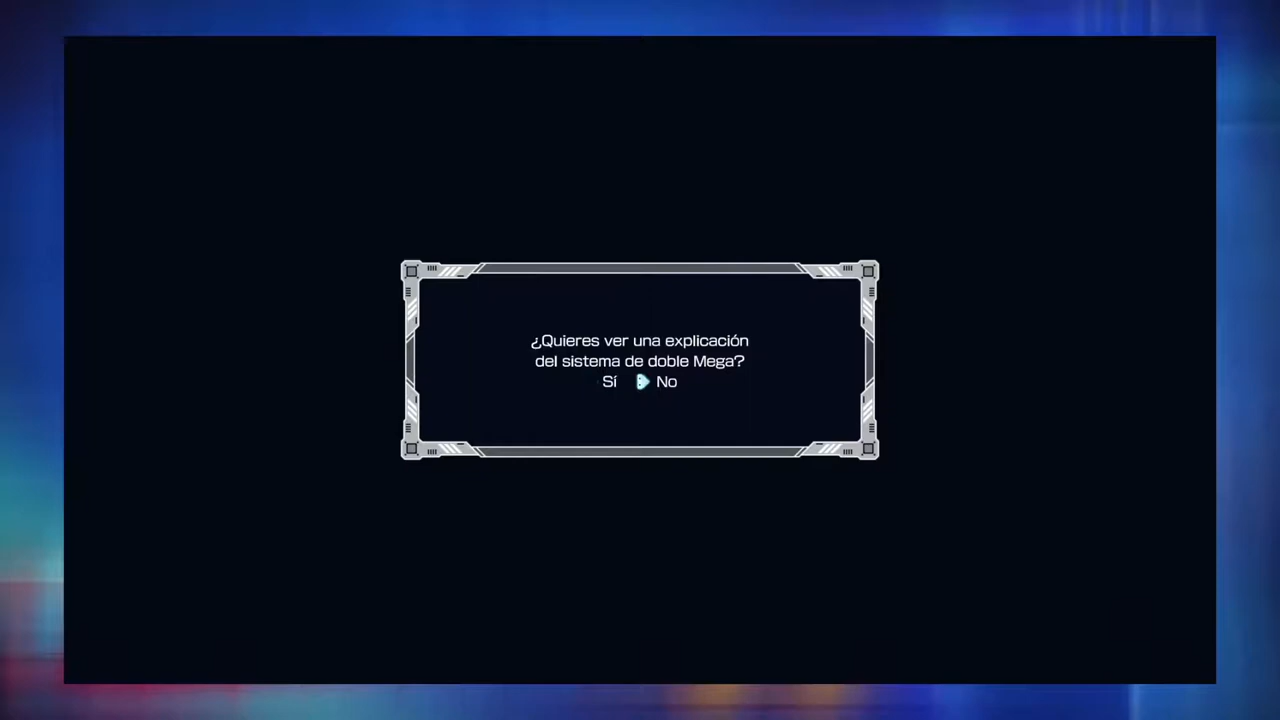 ¿Quieres ver una explicación
del sistema de doble Mega?
Sí No